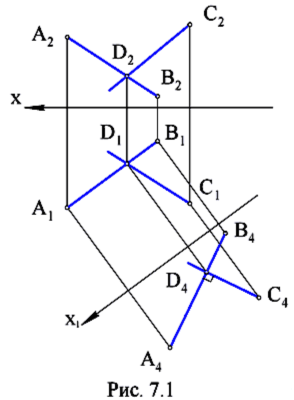 A₂
C₂
D₂
B₂
x
D₁
B₁
A₁
C₁
B₄
D₄
C₄
x₁
A₄
Рис. 7.1